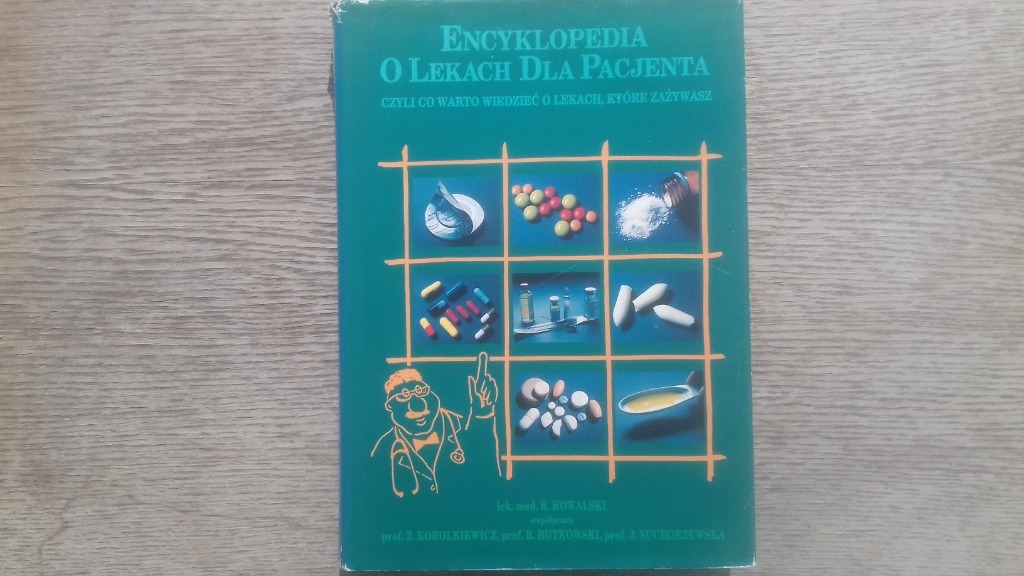 ENCYKLOPEDIA
O LEKACH DLA PACJENTA
CZYLI CO WARTO WIEDZIEĆ O LEKACH, KTÓRE ZAŻYWASZ
lek. med. K. KOWALSKI
współpraca
prof. Z. KOROLKIEWICZ, prof. B. RUTKOWSKI, prof. J. SUCHORZEWSKA